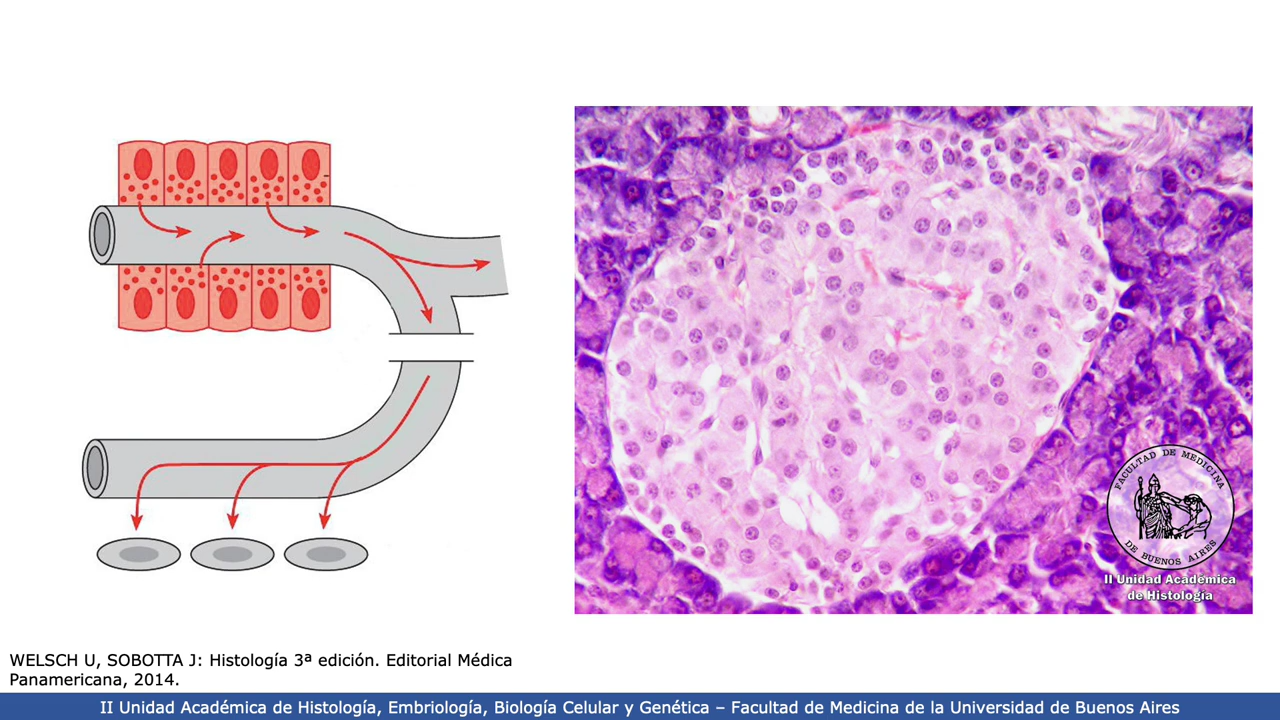 FACULTAD DE MEDICINA
DE BUENOS AIRES
II Unidad Académica
de Histología
WELSCH U, SOBOTTA J: Histología 3ª edición. Editorial Médica
Panamericana, 2014.
II Unidad Académica de Histología, Embriología, Biología Celular y Genética – Facultad de Medicina de la Universidad de Buenos Aires